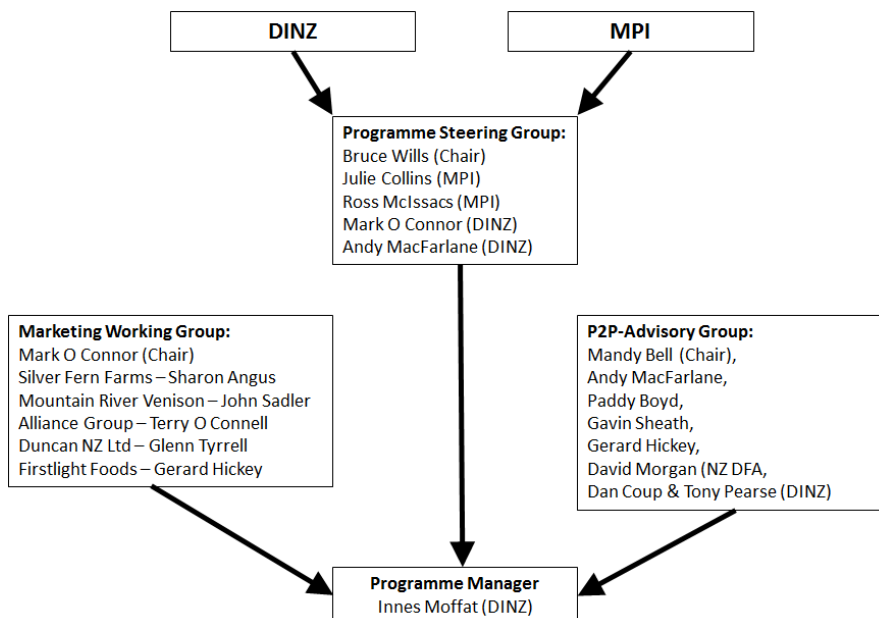 DINZ
MPI
Programme Steering Group:
Bruce Wills (Chair)
Julie Collins (MPI)
Ross McIssacs (MPI)
Mark O Connor (DINZ)
Andy MacFarlane (DINZ)
Marketing Working Group:
Mark O Connor (Chair)
Silver Fern Farms – Sharon Angus
Mountain River Venison – John Sadler
Alliance Group – Terry O Connell
Duncan NZ Ltd – Glenn Tyrrell
Firstlight Foods – Gerard Hickey
P2P-Advisory Group:
Mandy Bell (Chair),
Andy MacFarlane,
Paddy Boyd,
Gavin Sheath,
Gerard Hickey,
David Morgan (NZ DFA,
Dan Coup & Tony Pearse (DINZ)
Programme Manager
Innes Moffat (DINZ)